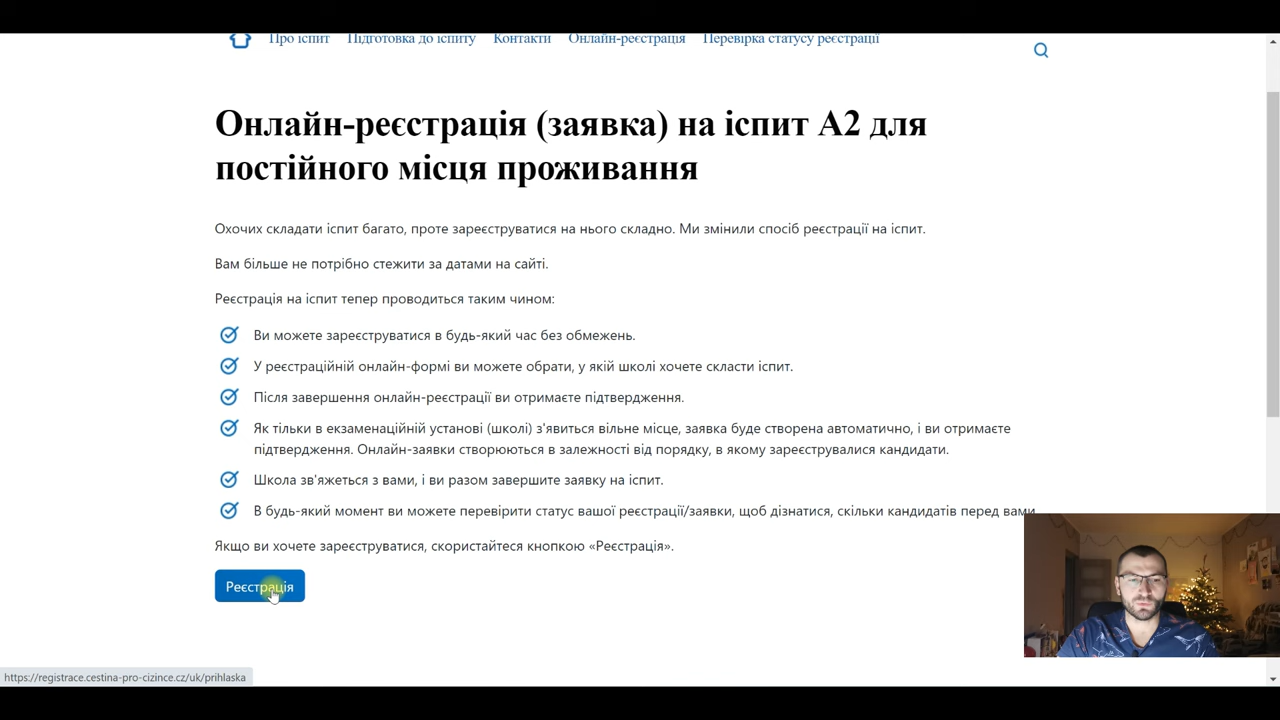 Про іспит Підготовка до іспиту Контакти Онлайн-реєстрація Перевірка статусу реєстрації
Онлайн-реєстрація (заявка) на іспит А2 для
постійного місця проживання
Охочих складати іспит багато, проте зареєструватися на нього складно. Ми змінили спосіб реєстрації на іспит.
Вам більше не потрібно стежити за датами на сайті.
Реєстрація на іспит тепер проводиться таким чином:
Ви можете зареєструватися в будь-який час без обмежень.
У реєстраційній онлайн-формі ви можете обрати, у якій школі хочете скласти іспит.
Після завершення онлайн-реєстрації ви отримаєте підтвердження.
Як тільки в екзаменаційній установі (школі) з'явиться вільне місце, заявка буде створена автоматично, і ви отримаєте
підтвердження. Онлайн-заявки створюються в залежності від порядку, в якому зареєструвалися кандидати.
Школа зв'яжеться з вами, і ви разом завершите заявку на іспит.
В будь-який момент ви можете перевірити статус вашої реєстрації/заявки, щоб дізнатися, скільки кандидатів перед вами.
Якщо ви хочете зареєструватися, скористайтеся кнопкою «Реєстрація».
Реєстрація
https://registrace.cestina-pro-cizince.cz/uk/prihlaska